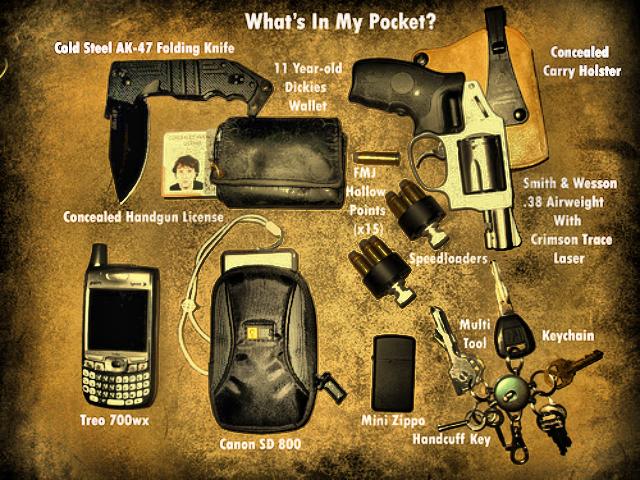 What's In My Pocket?
Cold Steel AK-47 Folding Knife
11 Year-old
Dickies
Wallet
Concealed
Carry Holster
FMJ
Hollow
Points
(x15)
Smith & Wesson
.38 Airweight
With
Crimson Trace
Laser
Concealed Handgun License
Speedloaders
Multi
Tool
Keychain
Treo 700wx
Canon SD 800
Mini Zippo
Handcuff Key